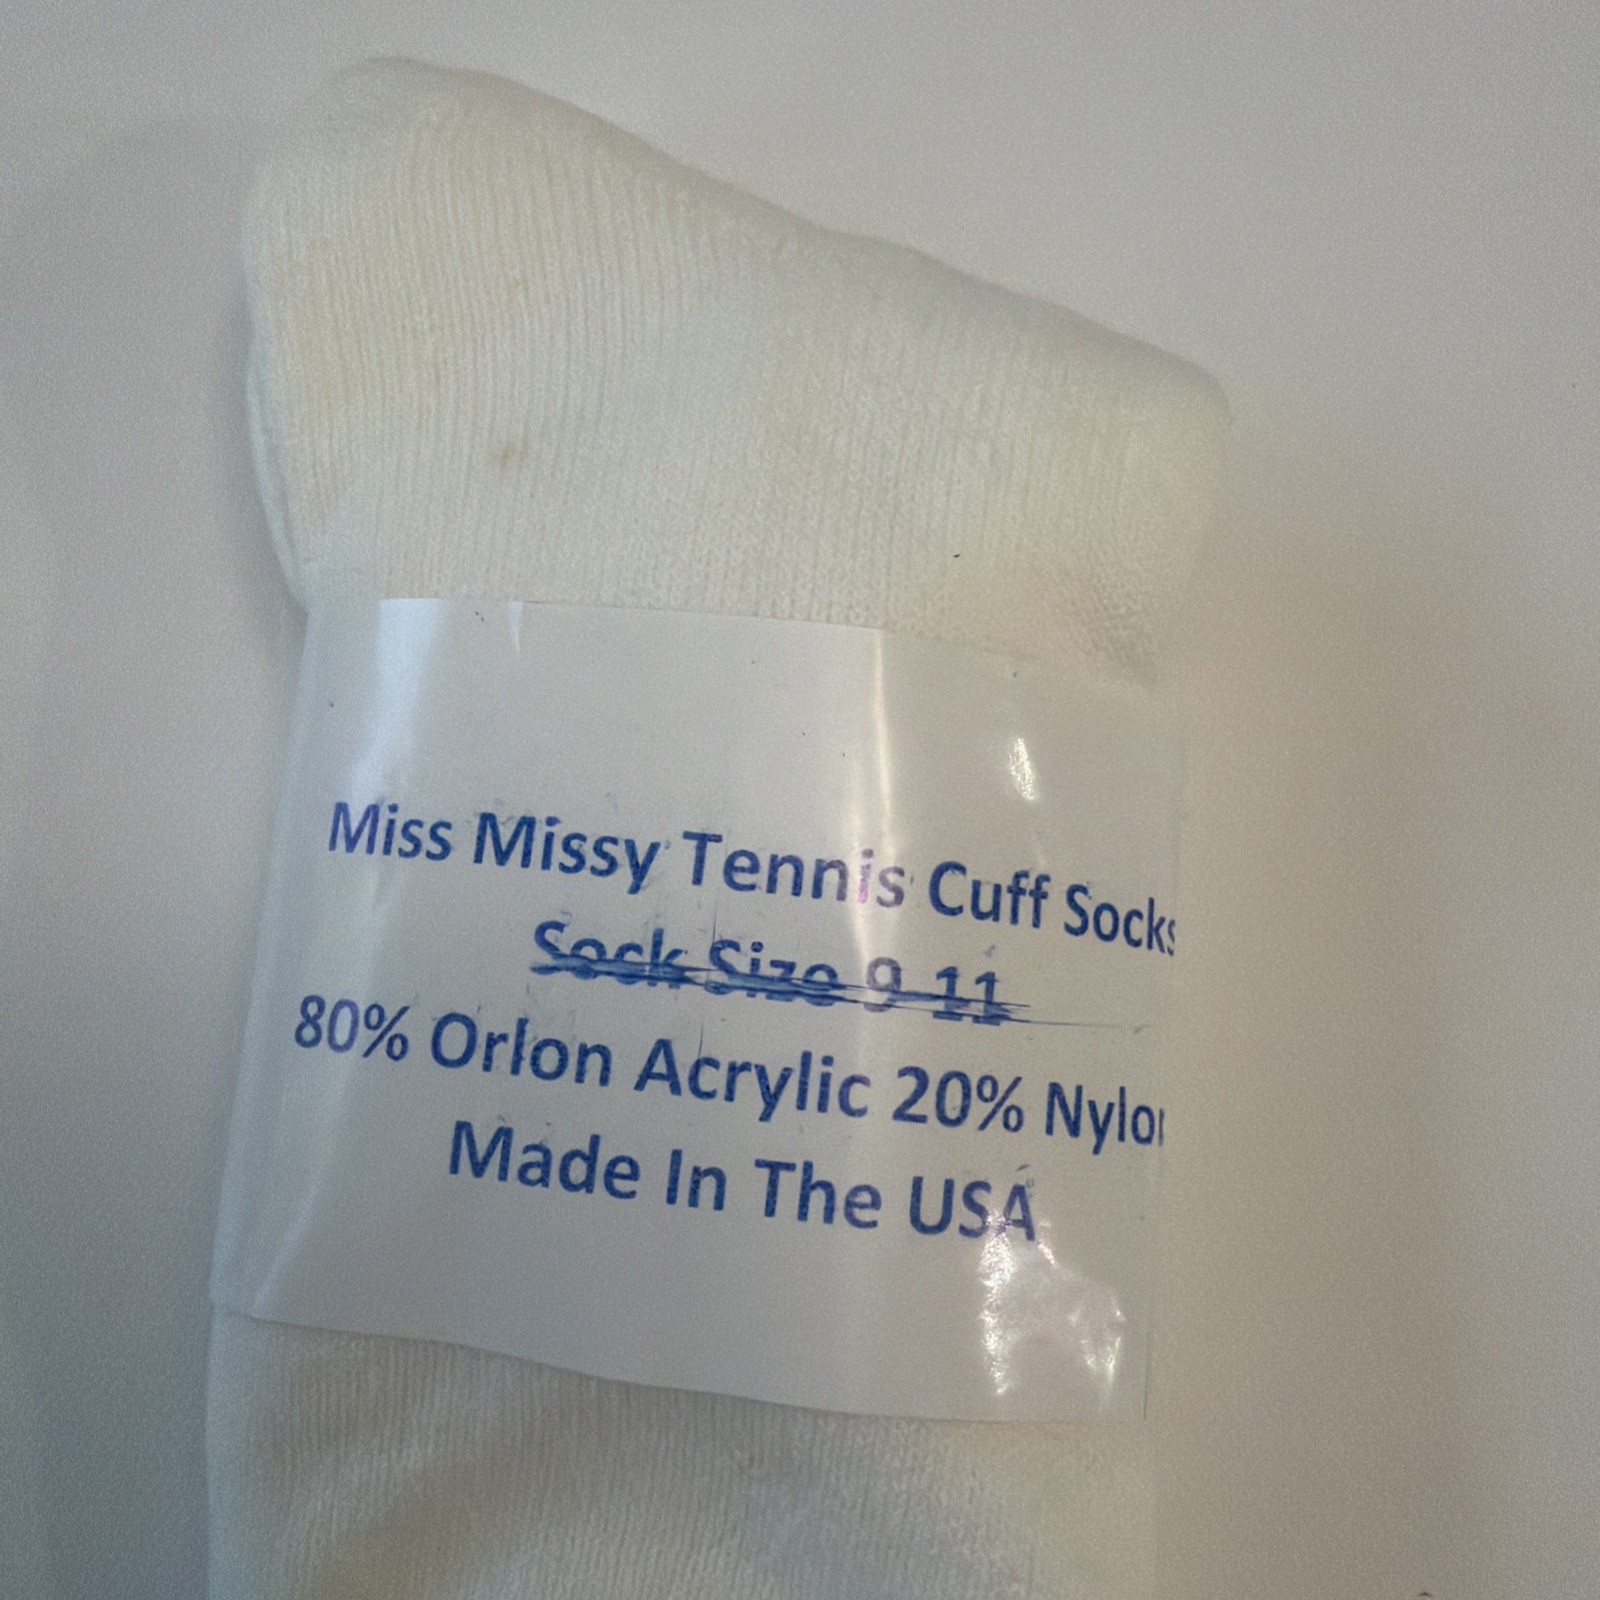 Miss Missy Tennis Cuff Socks
Sock Size 9-11
80% Orlon Acrylic 20% Nylon
Made In The USA